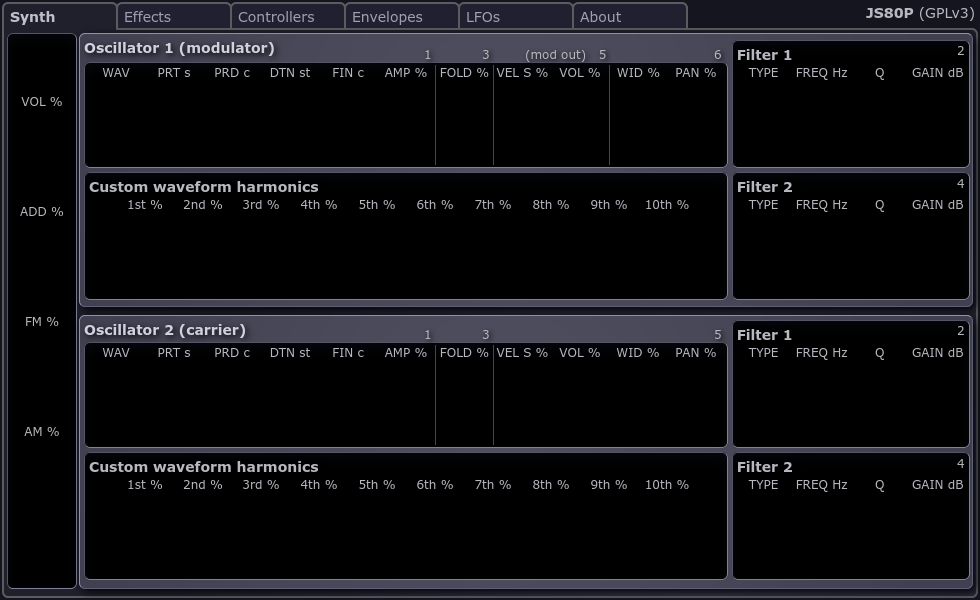 Synth Effects Controllers Envelopes LFOs About JS80P (GPLv3)
VOL %
ADD %
FM %
AM %
Oscillator 1 (modulator) 1 3 (mod out) 5 6
WAV PRT s PRD c DTN st FIN c AMP % FOLD % VEL S % VOL % WID % PAN %
Filter 1 2
TYPE FREQ Hz Q GAIN dB
Custom waveform harmonics
1st % 2nd % 3rd % 4th % 5th % 6th % 7th % 8th % 9th % 10th %
Filter 2 4
TYPE FREQ Hz Q GAIN dB
Oscillator 2 (carrier) 1 3 5
WAV PRT s PRD c DTN st FIN c AMP % FOLD % VEL S % VOL % WID % PAN %
Filter 1 2
TYPE FREQ Hz Q GAIN dB
Custom waveform harmonics
1st % 2nd % 3rd % 4th % 5th % 6th % 7th % 8th % 9th % 10th %
Filter 2 4
TYPE FREQ Hz Q GAIN dB